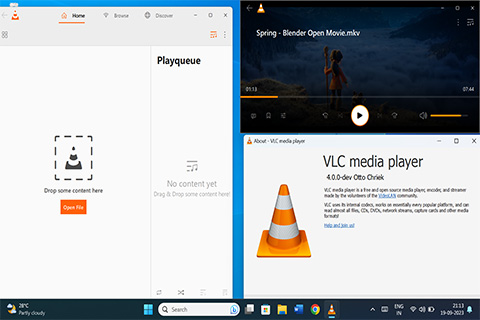 Home
Browse
Discover
Playqueue
Drop some content here
Open File
No content yet
Drag & Drop some content here!
Spring - Blender Open Movie.mkv
01:13
07:44
About - VLC media player
VLC media player
4.0.0-dev Otto Chriek
VLC media player is a free and open source media player, encoder, and streamer
made by the volunteers of the VideoLAN community.
VLC uses its internal codecs, works on essentially every popular platform, and can
read almost all files, CDs, DVDs, network streams, capture cards and other media
formats!
Help and join us!
28°C
Partly cloudy
Search
ENG
IN
21:13
19-09-2023